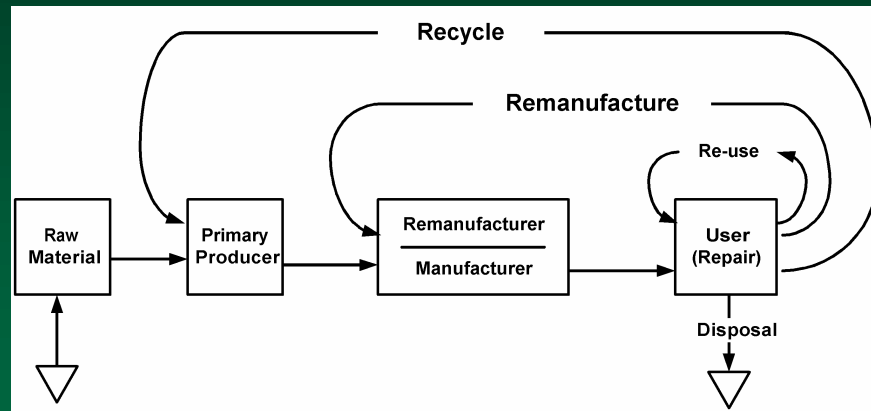 Recycle
Remanufacture
Re-use
Raw
Material
Primary
Producer
Remanufacturer
Manufacturer
User
(Repair)
Disposal